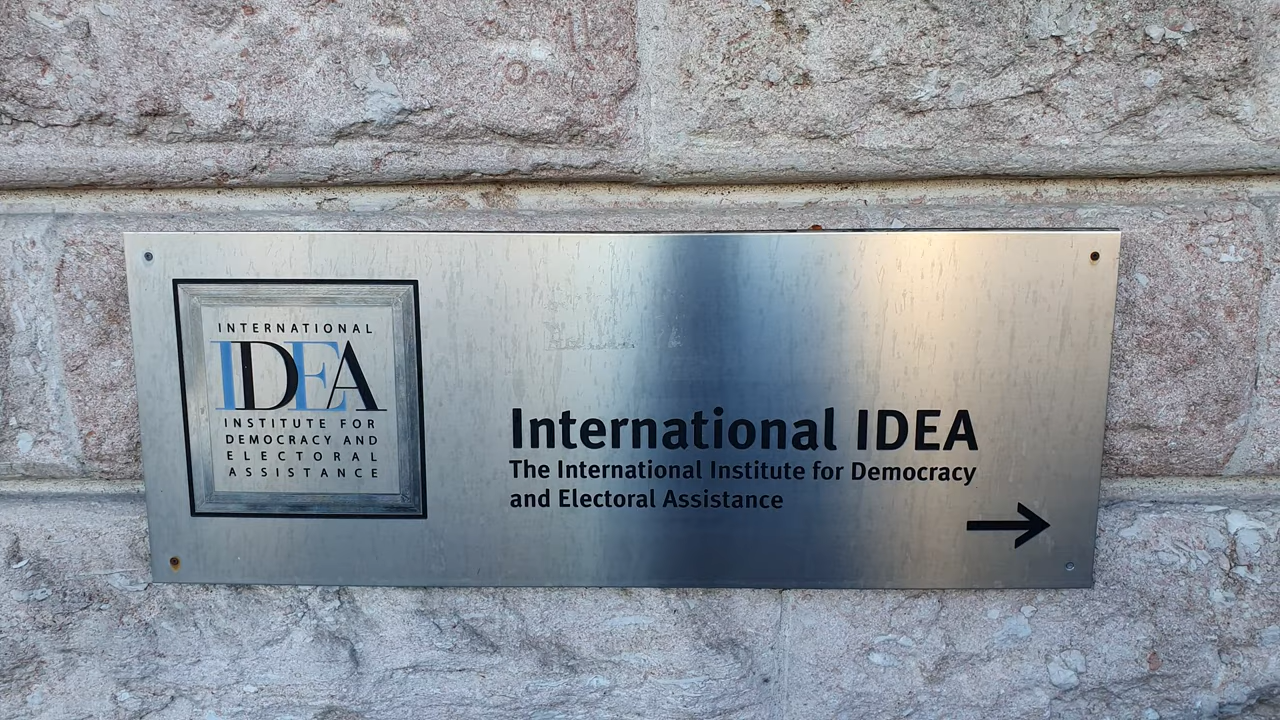 INTERNATIONAL
IDEA
INSTITUTE FOR
DEMOCRACY AND
ELECTORAL
ASSISTANCE
International IDEA
The International Institute for Democracy
and Electoral Assistance